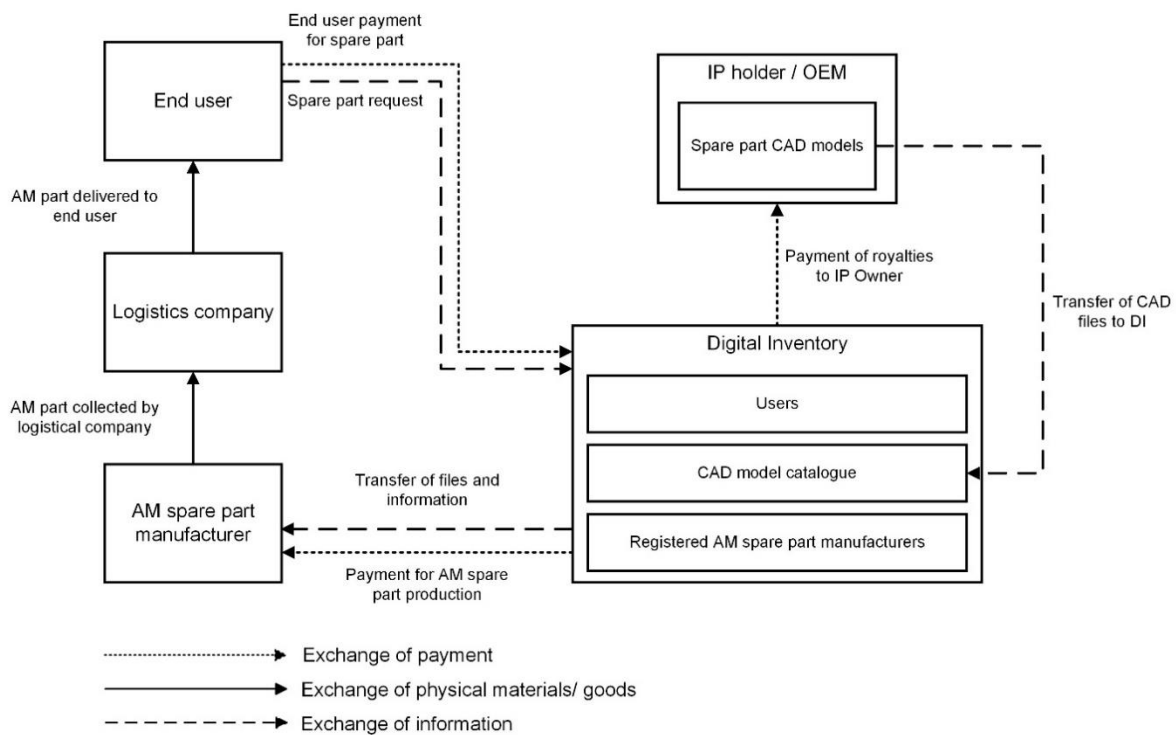 End user payment
for spare part
End user
Spare part request
IP holder / OEM
Spare part CAD models
AM part delivered to
end user
Payment of royalties
to IP Owner
Transfer of CAD
files to DI
Logistics company
Digital Inventory
Users
AM part collected by
logistical company
CAD model catalogue
Transfer of files and
information
AM spare part
manufacturer
Registered AM spare part manufacturers
Payment for AM spare
part production
Exchange of payment
Exchange of physical materials/ goods
Exchange of information